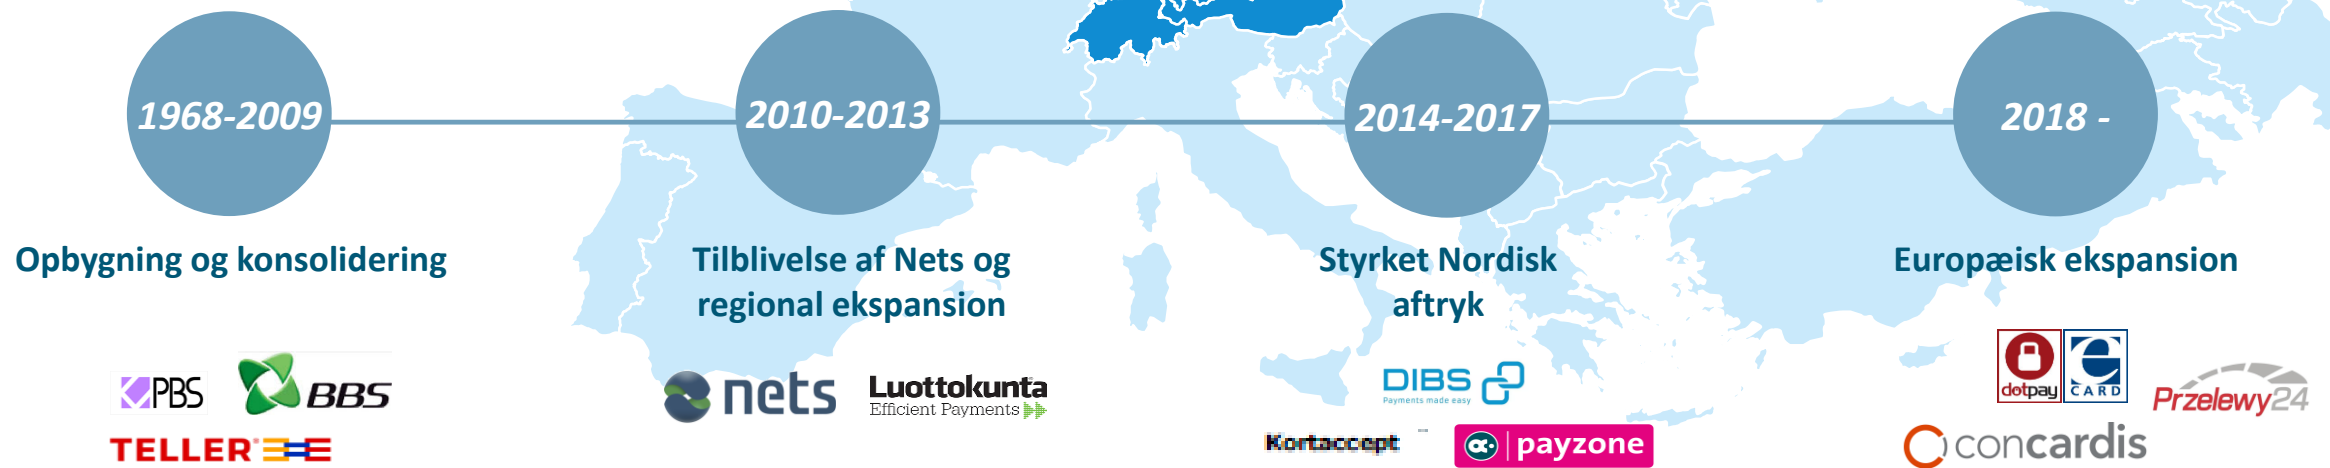 1968-2009
2010-2013
2014-2017
2018 -
Opbygning og konsolidering
Tilblivelse af Nets og
regional ekspansion
Styrket Nordisk
aftryk
Europæisk ekspansion
PBS
BBS
TELLER
nets
Luottokunta
Efficient Payments
DIBS
Payments made easy
Kortaccept
payzone
dotpay
e
CARD
Przelewy24
concardis